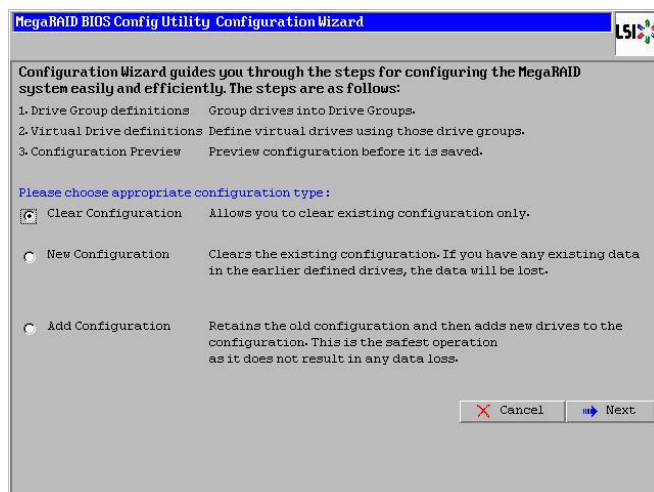 MegaRAID BIOS Config Utility Configuration Wizard
LSI
Configuration Wizard guides you through the steps for configuring the MegaRAID
system easily and efficiently. The steps are as follows:
1. Drive Group definitions Group drives into Drive Groups.
2. Virtual Drive definitions Define virtual drives using those drive groups.
3. Configuration Preview Preview configuration before it is saved.
Please choose appropriate configuration type:
Clear Configuration Allows you to clear existing configuration only.
New Configuration Clears the existing configuration. If you have any existing data
in the earlier defined drives, the data will be lost.
Add Configuration Retains the old configuration and then adds new drives to the
configuration. This is the safest operation
as it does not result in any data loss.
Cancel Next